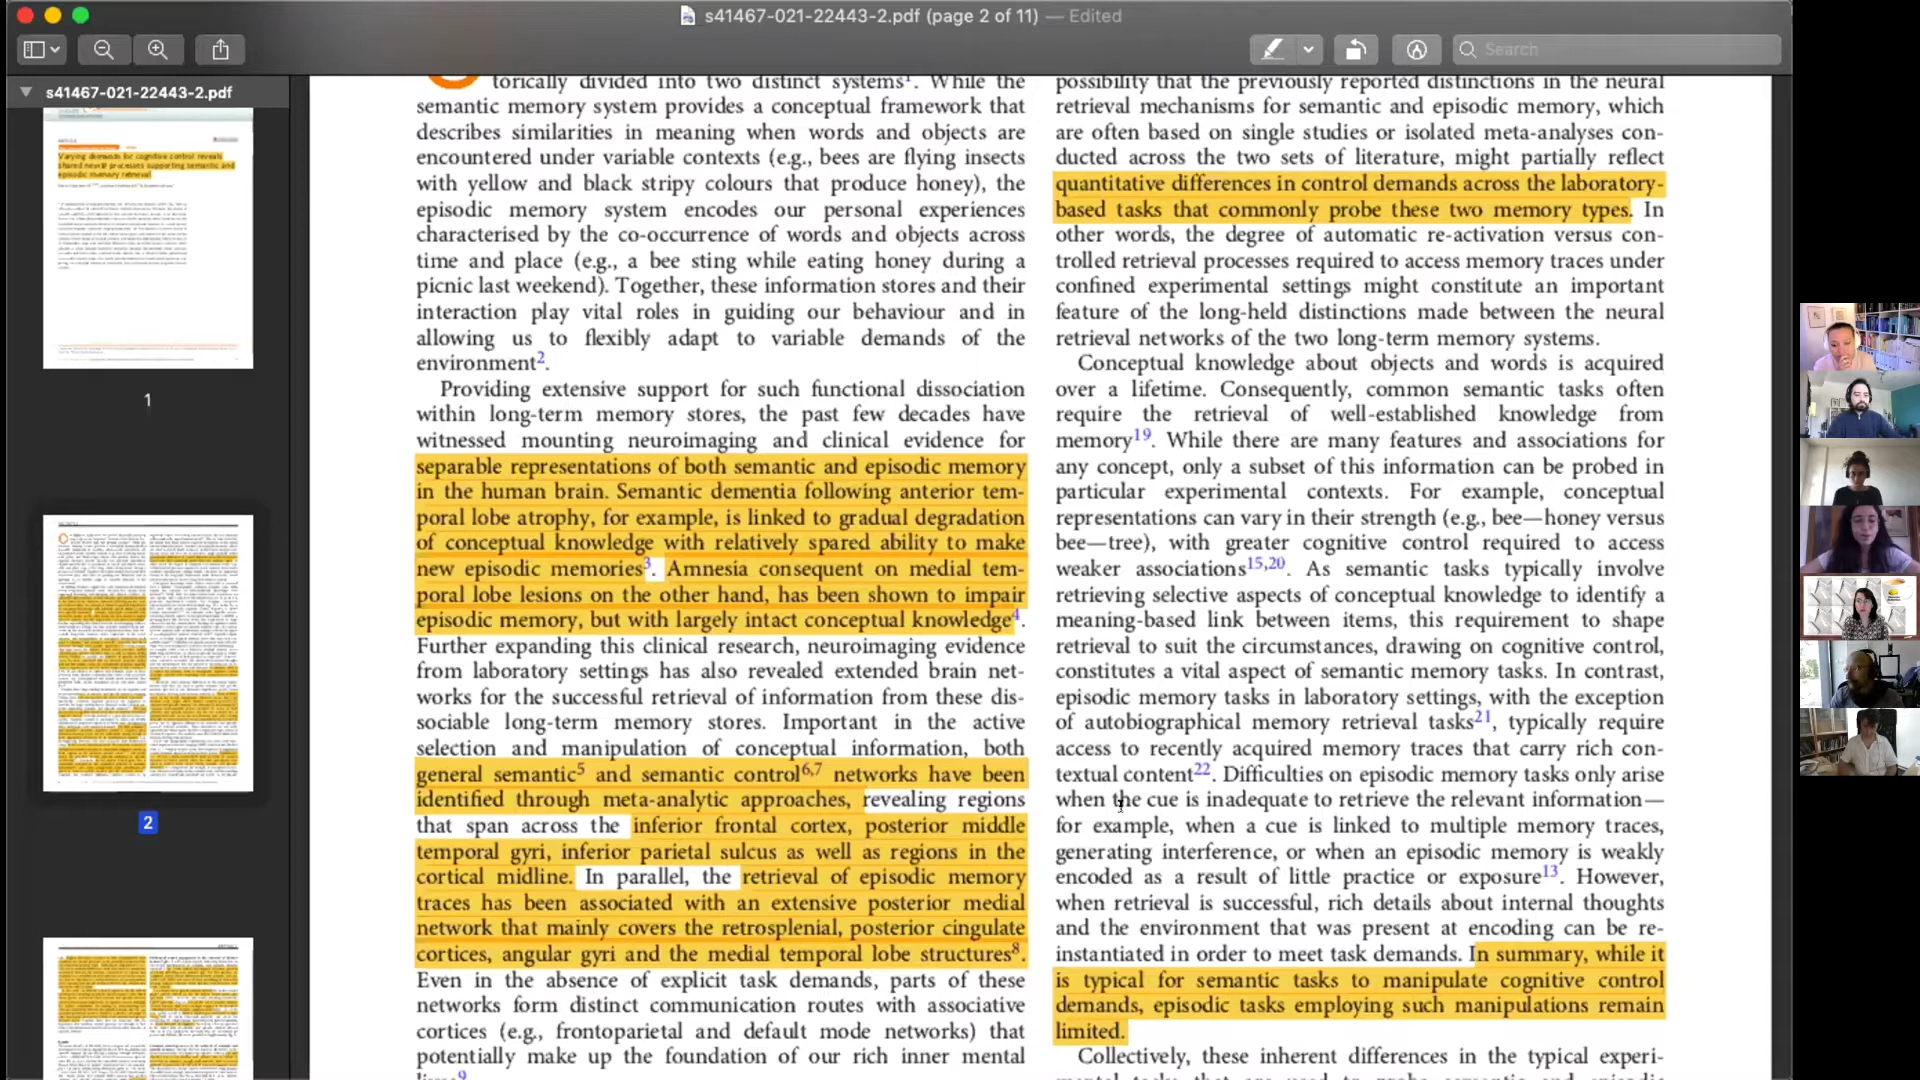 s41467-021-22443-2.pdf (page 2 of 11) — Edited
Search
s41467-021-22443-2.pdf
Varying demands for cognitive control reveals
shared neural processes supporting semantic and
episodic memory retrieval
1
2
torically divided into two distinct systems1. While the
semantic memory system provides a conceptual framework that
describes similarities in meaning when words and objects are
encountered under variable contexts (e.g., bees are flying insects
with yellow and black stripy colours that produce honey), the
episodic memory system encodes our personal experiences
characterised by the co-occurrence of words and objects across
time and place (e.g., a bee sting while eating honey during a
picnic last weekend). Together, these information stores and their
interaction play vital roles in guiding our behaviour and in
allowing us to flexibly adapt to variable demands of the
environment2.
Providing extensive support for such functional dissociation
within long-term memory stores, the past few decades have
witnessed mounting neuroimaging and clinical evidence for
separable representations of both semantic and episodic memory
in the human brain. Semantic dementia following anterior tem-
poral lobe atrophy, for example, is linked to gradual degradation
of conceptual knowledge with relatively spared ability to make
new episodic memories3. Amnesia consequent on medial tem-
poral lobe lesions on the other hand, has been shown to impair
episodic memory, but with largely intact conceptual knowledge4.
Further expanding this clinical research, neuroimaging evidence
from laboratory settings has also revealed extended brain net-
works for the successful retrieval of information from these dis-
sociable long-term memory stores. Important in the active
selection and manipulation of conceptual information, both
general semantic5 and semantic control6,7 networks have been
identified through meta-analytic approaches, revealing regions
that span across the inferior frontal cortex, posterior middle
temporal gyri, inferior parietal sulcus as well as regions in the
cortical midline. In parallel, the retrieval of episodic memory
traces has been associated with an extensive posterior medial
network that mainly covers the retrosplenial, posterior cingulate
cortices, angular gyri and the medial temporal lobe structures8.
Even in the absence of explicit task demands, parts of these
networks form distinct communication routes with associative
cortices (e.g., frontoparietal and default mode networks) that
potentially make up the foundation of our rich inner mental
lives9
possibility that the previously reported distinctions in the neural
retrieval mechanisms for semantic and episodic memory, which
are often based on single studies or isolated meta-analyses con-
ducted across the two sets of literature, might partially reflect
quantitative differences in control demands across the laboratory-
based tasks that commonly probe these two memory types. In
other words, the degree of automatic re-activation versus con-
trolled retrieval processes required to access memory traces under
confined experimental settings might constitute an important
feature of the long-held distinctions made between the neural
retrieval networks of the two long-term memory systems.
Conceptual knowledge about objects and words is acquired
over a lifetime. Consequently, common semantic tasks often
require the retrieval of well-established knowledge from
memory19. While there are many features and associations for
any concept, only a subset of this information can be probed in
particular experimental contexts. For example, conceptual
representations can vary in their strength (e.g., bee—honey versus
bee—tree), with greater cognitive control required to access
weaker associations15,20. As semantic tasks typically involve
retrieving selective aspects of conceptual knowledge to identify a
meaning-based link between items, this requirement to shape
retrieval to suit the circumstances, drawing on cognitive control,
constitutes a vital aspect of semantic memory tasks. In contrast,
episodic memory tasks in laboratory settings, with the exception
of autobiographical memory retrieval tasks21, typically require
access to recently acquired memory traces that carry rich con-
textual content22. Difficulties on episodic memory tasks only arise
when the cue is inadequate to retrieve the relevant information—
for example, when a cue is linked to multiple memory traces,
generating interference, or when an episodic memory is weakly
encoded as a result of little practice or exposure13. However,
when retrieval is successful, rich details about internal thoughts
and the environment that was present at encoding can be re-
instantiated in order to meet task demands. In summary, while it
is typical for semantic tasks to manipulate cognitive control
demands, episodic tasks employing such manipulations remain
limited.
Collectively, these inherent differences in the typical experi-
mental tasks that are used to probe semantic and episodic